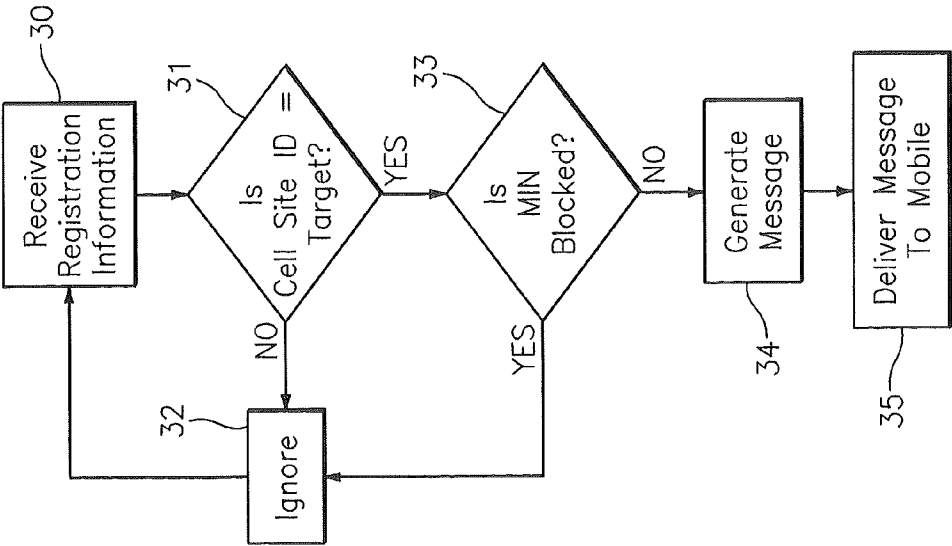 30
Receive
Registration
Information
31
Is
Cell Site ID =
Target?
NO
YES
32
Ignore
33
Is
MIN
Blocked?
YES
NO
34
Generate
Message
35
Deliver Message
To Mobile